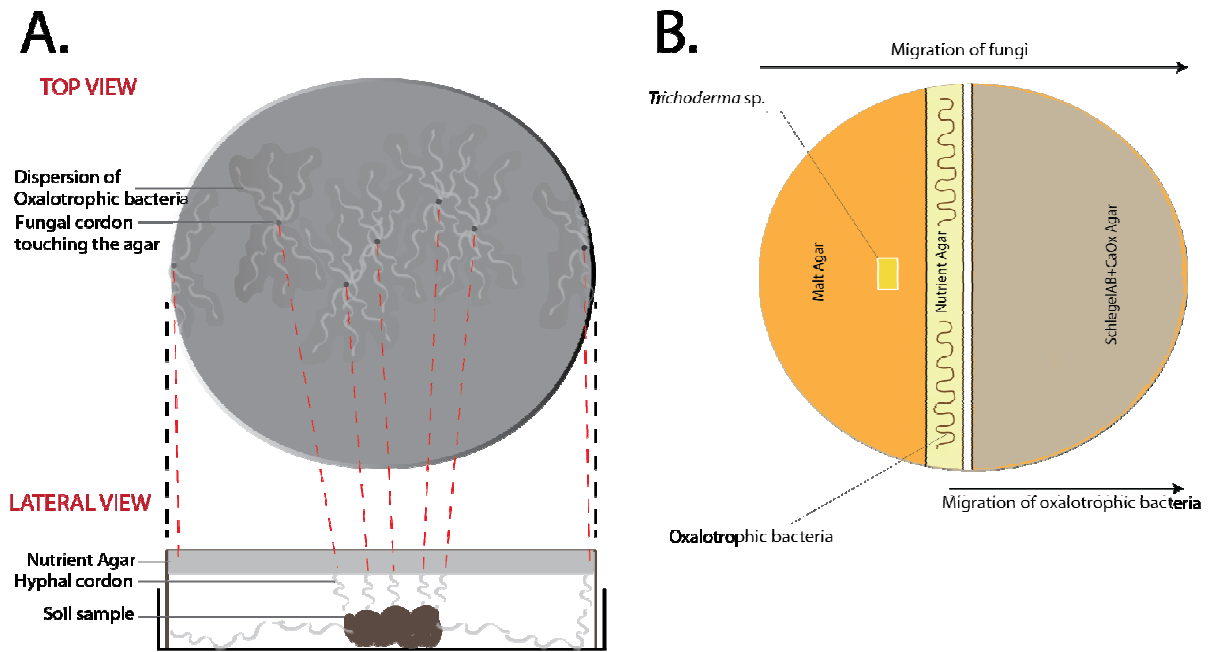 A.
TOP VIEW
Dispersion of
Oxalotrophic bacteria
Fungal cordon
touching the agar
LATERAL VIEW
Nutrient Agar
Hyphal cordon
Soil sample
B.
Migration of fungi
Trichoderma sp.
Malt Agar
Nutrient Agar
SchlegelAB+CaOx Agar
Migration of oxalotrophic bacteria
Oxalotrophic bacteria